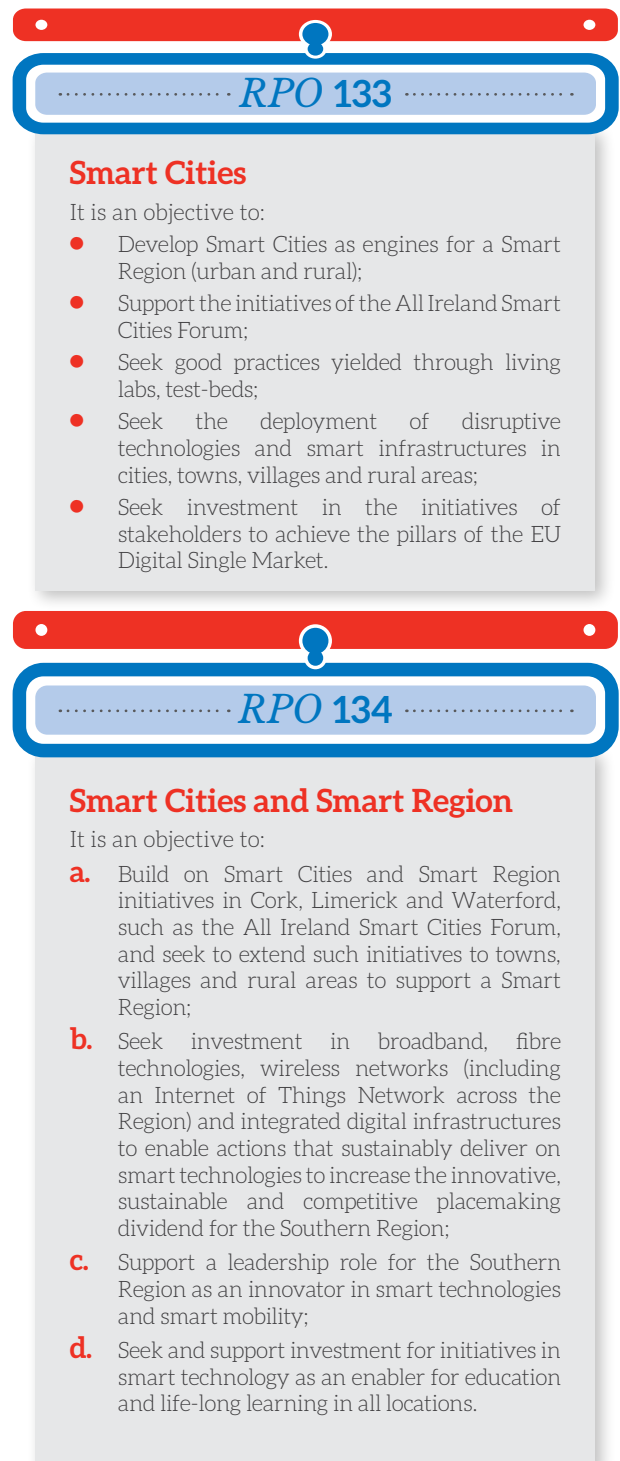 RPO 133
Smart Cities
It is an objective to:
● Develop Smart Cities as engines for a Smart
Region (urban and rural);
● Support the initiatives of the All Ireland Smart
Cities Forum;
● Seek good practices yielded through living
labs, test-beds;
● Seek the deployment of disruptive
technologies and smart infrastructures in
cities, towns, villages and rural areas;
● Seek investment in the initiatives of
stakeholders to achieve the pillars of the EU
Digital Single Market.
RPO 134
Smart Cities and Smart Region
It is an objective to:
a. Build on Smart Cities and Smart Region
initiatives in Cork, Limerick and Waterford,
such as the All Ireland Smart Cities Forum,
and seek to extend such initiatives to towns,
villages and rural areas to support a Smart
Region;
b. Seek investment in broadband, fibre
technologies, wireless networks (including
an Internet of Things Network across the
Region) and integrated digital infrastructures
to enable actions that sustainably deliver on
smart technologies to increase the innovative,
sustainable and competitive placemaking
dividend for the Southern Region;
c. Support a leadership role for the Southern
Region as an innovator in smart technologies
and smart mobility;
d. Seek and support investment for initiatives in
smart technology as an enabler for education
and life-long learning in all locations.